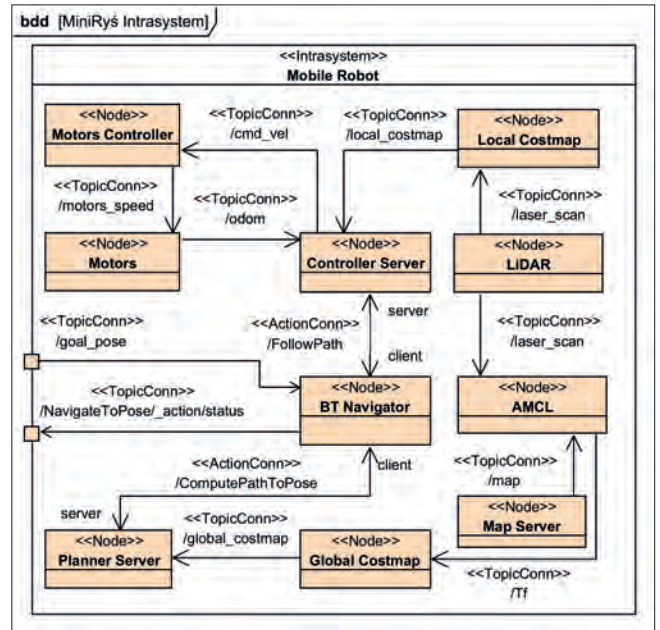 bdd [MiniRyś Intrasystem]
<<Intrasystem>>
Mobile Robot
<<Node>>
Motors Controller
<<TopicConn>>
/cmd_vel
<<TopicConn>>
/local_costmap
<<Node>>
Local Costmap
<<TopicConn>>
/motors_speed
<<TopicConn>>
/odom
<<TopicConn>>
/laser_scan
<<Node>>
Motors
<<Node>>
Controller Server
<<Node>>
LiDAR
<<TopicConn>>
/goal_pose
<<ActionConn>>
/FollowPath
server
client
<<TopicConn>>
/laser_scan
<<Node>>
BT Navigator
<<Node>>
AMCL
<<TopicConn>>
/NavigateToPose/_action/status
<<ActionConn>>
/ComputePathToPose
client
server
<<TopicConn>>
/map
<<Node>>
Map Server
<<TopicConn>>
/global_costmap
<<Node>>
Planner Server
<<Node>>
Global Costmap
<<TopicConn>>
/Tf